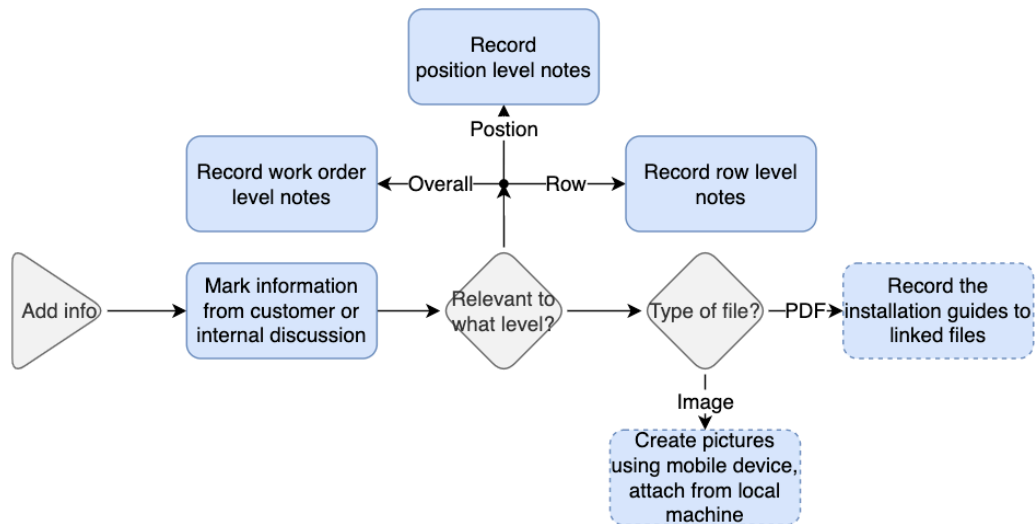 Record
position level notes
Postion
Record work order
level notes
Overall
Row
Record row level
notes
Add info
Mark information
from customer or
internal discussion
Relevant to
what level?
Type of file?
PDF
Record the
installation guides to
linked files
Image
Create pictures
using mobile device,
attach from local
machine